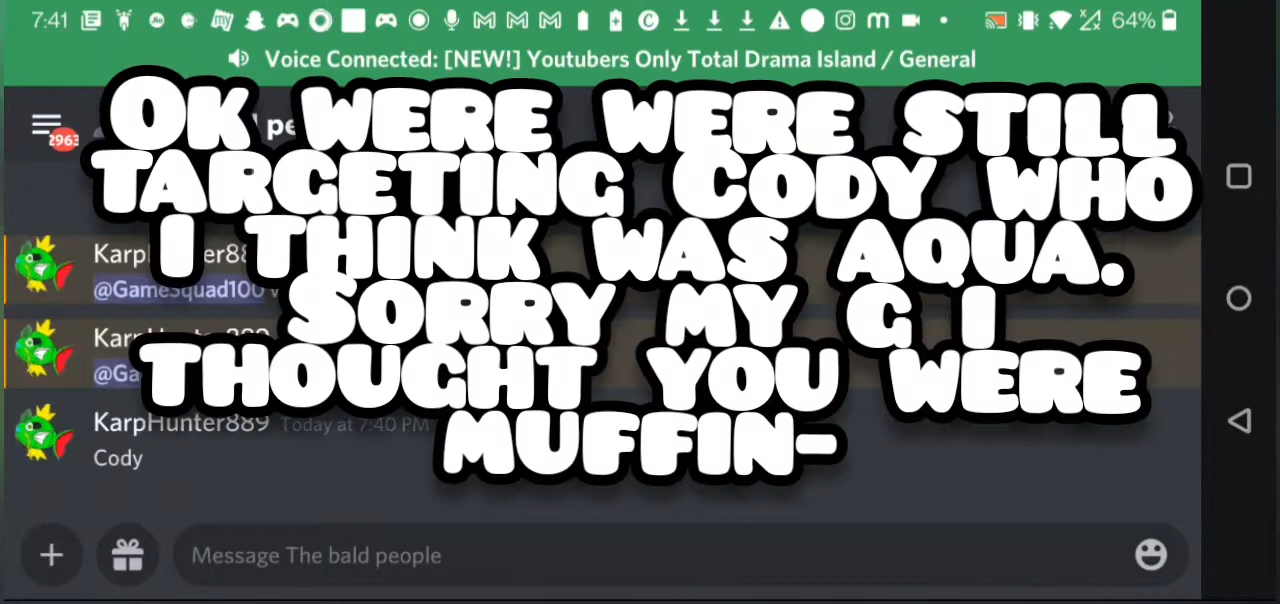 7:41 64%
Voice Connected: [NEW!] Youtubers Only Total Drama Island / General
2963
OK WERE WERE STILL
TARGETING CODY WHO
I THINK WAS AQUA.
SORRY MY G I
THOUGHT YOU WERE
MUFFIN-
@GameSquad100
KarpHunter889 Today at 7:40 PM
Cody
Message The bald people